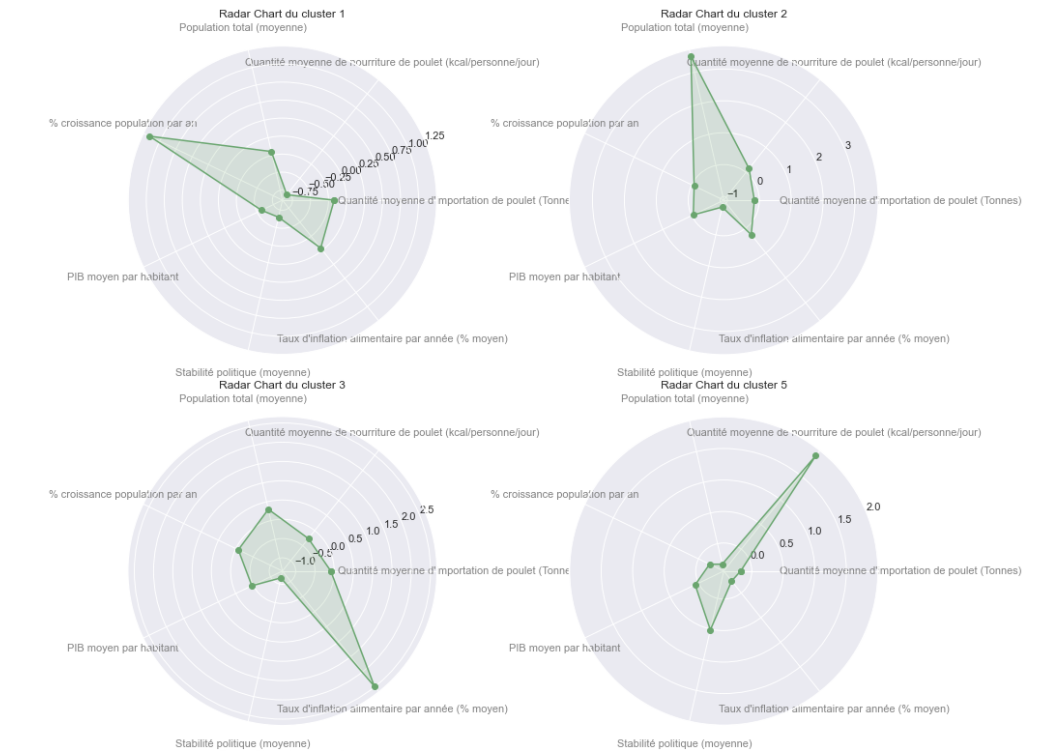 Radar Chart du cluster 1
Population total (moyenne)
Quantité moyenne de nourriture de poulet (kcal/personne/jour)
% croissance population par an
1.25
1.00
0.75
0.50
0.25
0.00
−0.25
−0.50
−0.75
Quantité moyenne d'importation de poulet (Tonne
PIB moyen par habitant
Taux d'inflation alimentaire par année (% moyen)
Stabilité politique (moyenne)
Radar Chart du cluster 2
Population total (moyenne)
Quantité moyenne de nourriture de poulet (kcal/personne/jour)
% croissance population par an
3
2
1
0
−1
Quantité moyenne d'importation de poulet (Tonnes)
PIB moyen par habitant
Taux d'inflation alimentaire par année (% moyen)
Stabilité politique (moyenne)
Radar Chart du cluster 3
Population total (moyenne)
Quantité moyenne de nourriture de poulet (kcal/personne/jour)
% croissance population par an
2.5
2.0
1.5
1.0
0.5
0.0
−0.5
−1.0
Quantité moyenne d'importation de poulet (Tonne
PIB moyen par habitant
Taux d'inflation alimentaire par année (% moyen)
Stabilité politique (moyenne)
Radar Chart du cluster 5
Population total (moyenne)
Quantité moyenne de nourriture de poulet (kcal/personne/jour)
% croissance population par an
2.0
1.5
1.0
0.5
0.0
Quantité moyenne d'importation de poulet (Tonnes)
PIB moyen par habitant
Taux d'inflation alimentaire par année (% moyen)
Stabilité politique (moyenne)